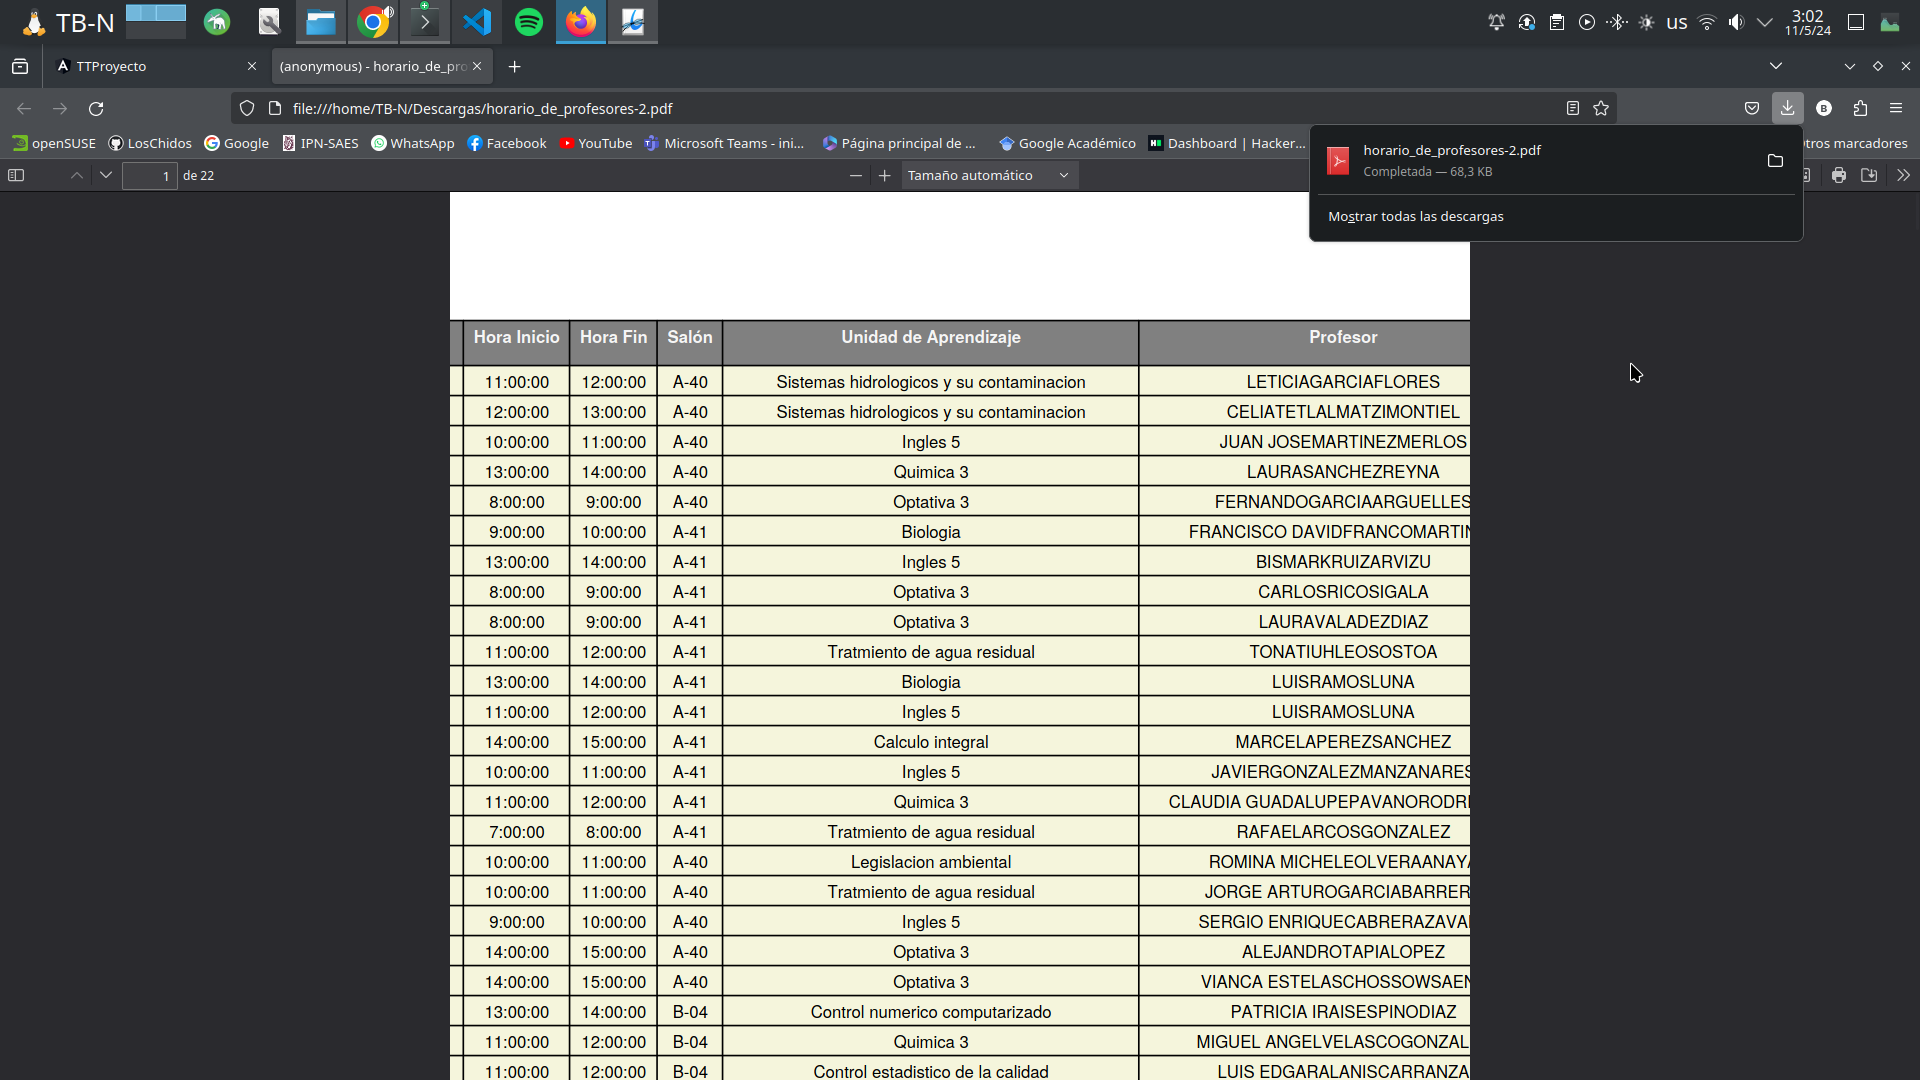 TB-N
us
3:02
11/5/24
TTProyecto
(anonymous) - horario_de_pro
file:///home/TB-N/Descargas/horario_de_profesores-2.pdf
openSUSE LosChidos Google IPN-SAES WhatsApp Facebook YouTube Microsoft Teams - ini... Página principal de ... Google Académico Dashboard | Hacker... tros marcadores
horario_de_profesores-2.pdf
Completada — 68,3 KB
Mostrar todas las descargas
1 de 22
Tamaño automático
Hora Inicio Hora Fin Salón Unidad de Aprendizaje Profesor
11:00:00 12:00:00 A-40 Sistemas hidrologicos y su contaminacion LETICIAGARCIAFLORES
12:00:00 13:00:00 A-40 Sistemas hidrologicos y su contaminacion CELIATETLALMATZIMONTIEL
10:00:00 11:00:00 A-40 Ingles 5 JUAN JOSEMARTINEZMERLOS
13:00:00 14:00:00 A-40 Quimica 3 LAURASANCHEZREYNA
8:00:00 9:00:00 A-40 Optativa 3 FERNANDOGARCIAARGUELLES
9:00:00 10:00:00 A-41 Biologia FRANCISCO DAVIDFRANCOMARTIN
13:00:00 14:00:00 A-41 Ingles 5 BISMARKRUIZARVIZU
8:00:00 9:00:00 A-41 Optativa 3 CARLOSRICOSIGALA
8:00:00 9:00:00 A-41 Optativa 3 LAURAVALADEZDIAZ
11:00:00 12:00:00 A-41 Tratmiento de agua residual TONATIUHLEOSOSTOA
13:00:00 14:00:00 A-41 Biologia LUISRAMOSLUNA
11:00:00 12:00:00 A-41 Ingles 5 LUISRAMOSLUNA
14:00:00 15:00:00 A-41 Calculo integral MARCELAPEREZSANCHEZ
10:00:00 11:00:00 A-41 Ingles 5 JAVIERGONZALEZMANZANARES
11:00:00 12:00:00 A-41 Quimica 3 CLAUDIA GUADALUPEPAVANORODRI
7:00:00 8:00:00 A-41 Tratmiento de agua residual RAFAELARCOSGONZALEZ
10:00:00 11:00:00 A-40 Legislacion ambiental ROMINA MICHELEOLVERAANAYA
10:00:00 11:00:00 A-40 Tratmiento de agua residual JORGE ARTUROGARCIABARRER
9:00:00 10:00:00 A-40 Ingles 5 SERGIO ENRIQUECABRERAZAVA
14:00:00 15:00:00 A-40 Optativa 3 ALEJANDROTAPIALOPEZ
14:00:00 15:00:00 A-40 Optativa 3 VIANCA ESTELASCHOSSOWSAEN
13:00:00 14:00:00 B-04 Control numerico computarizado PATRICIA IRAISESPINODIAZ
11:00:00 12:00:00 B-04 Quimica 3 MIGUEL ANGELVELASCOGONZAL
11:00:00 12:00:00 B-04 Control estadistico de la calidad LUIS EDGARALANISCARRANZA